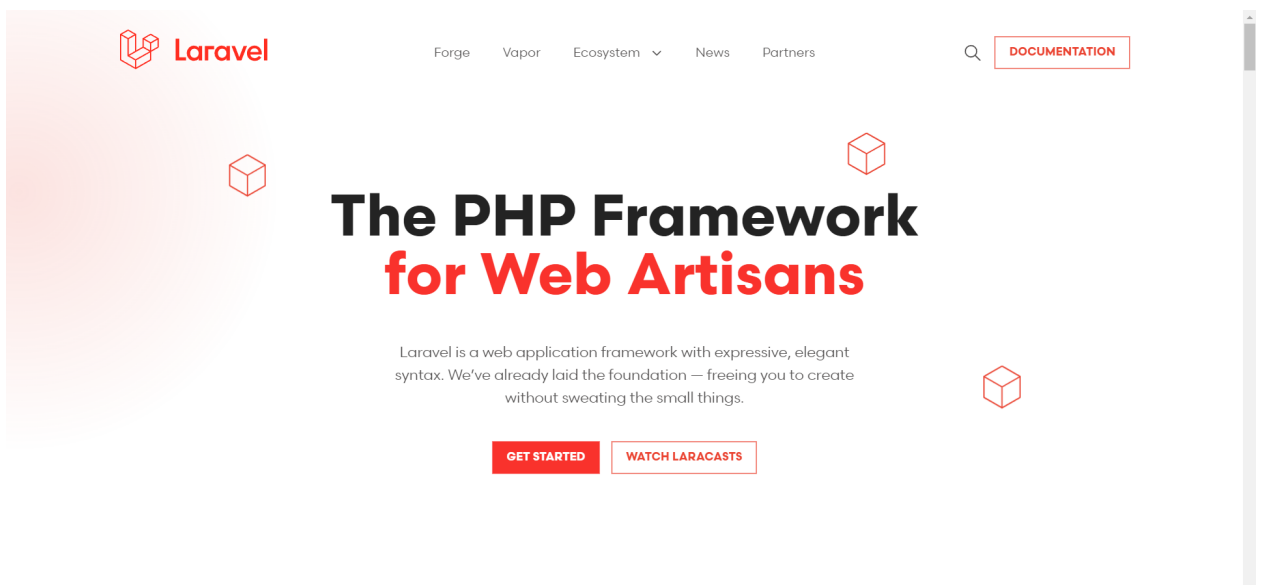 Laravel
Forge Vapor Ecosystem News Partners
DOCUMENTATION
The PHP Framework
for Web Artisans
Laravel is a web application framework with expressive, elegant
syntax. We've already laid the foundation — freeing you to create
without sweating the small things.
GET STARTED WATCH LARACASTS